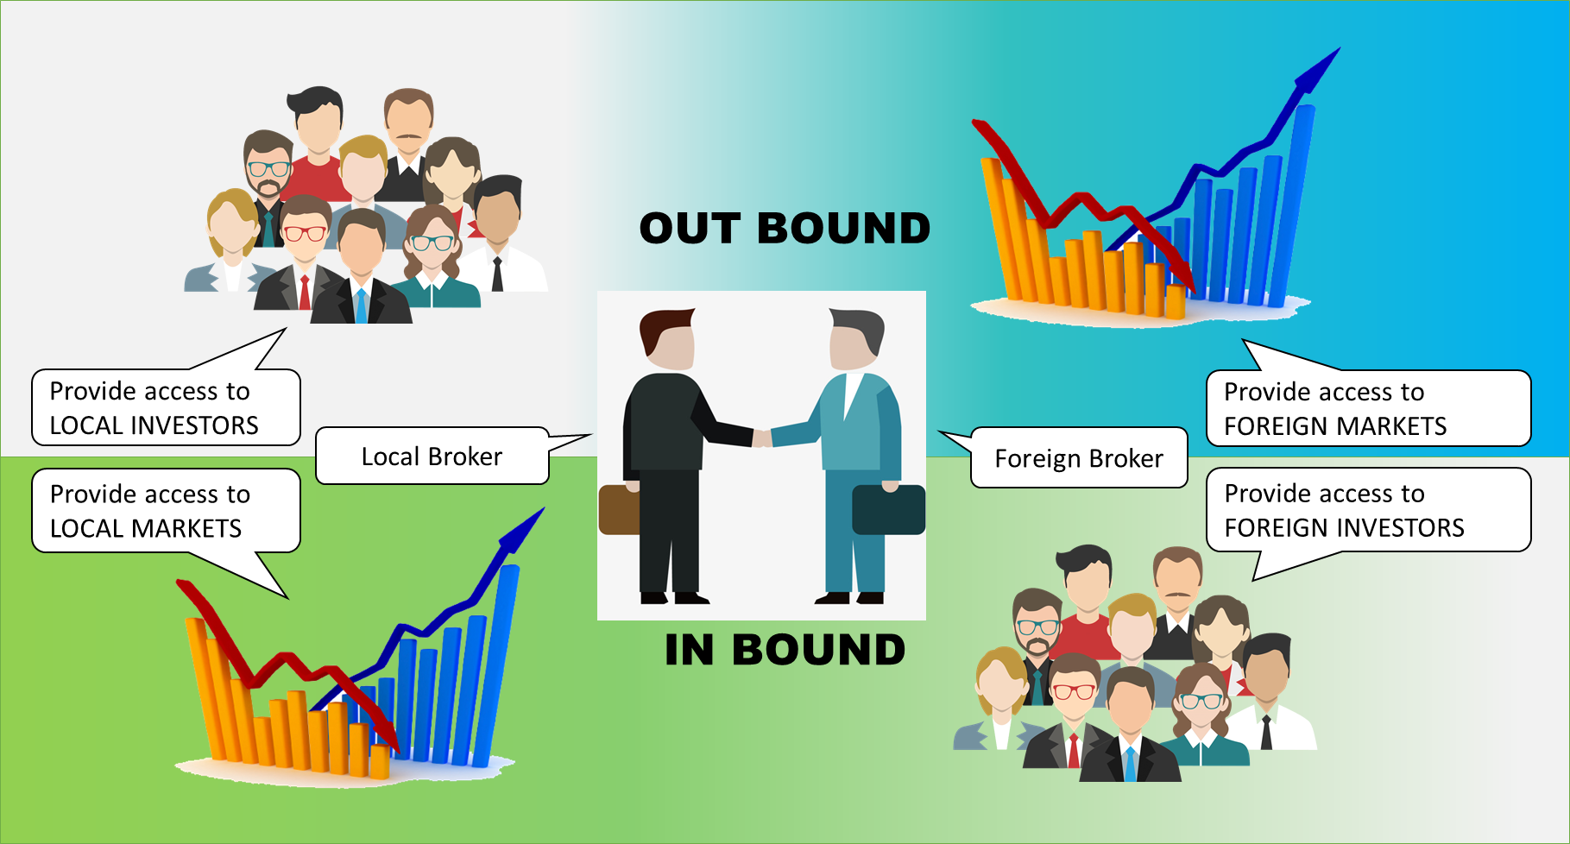 OUT BOUND
Provide access to
LOCAL INVESTORS
Local Broker
Foreign Broker
Provide access to
FOREIGN MARKETS
Provide access to
LOCAL MARKETS
Provide access to
FOREIGN INVESTORS
IN BOUND